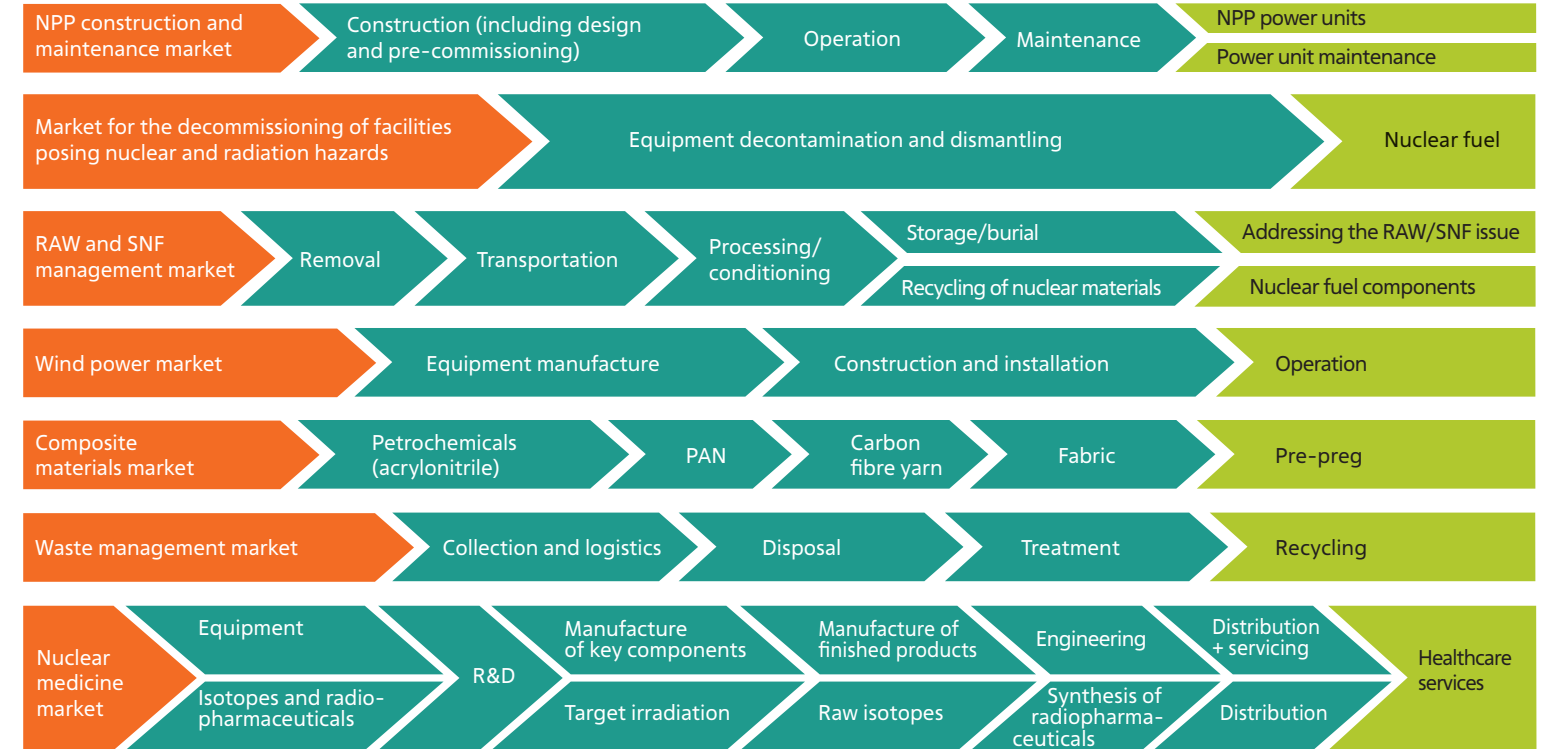 NPP construction and
maintenance market
Construction (including design
and pre-commissioning)
Operation
Maintenance
NPP power units
Power unit maintenance
Market for the decommissioning of facilities
posing nuclear and radiation hazards
Equipment decontamination and dismantling
Nuclear fuel
RAW and SNF
management market
Removal
Transportation
Processing/
conditioning
Storage/burial
Recycling of nuclear materials
Addressing the RAW/SNF issue
Nuclear fuel components
Wind power market
Equipment manufacture
Construction and installation
Operation
Composite
materials market
Petrochemicals
(acrylonitrile)
PAN
Carbon
fibre yarn
Fabric
Pre-preg
Waste management market
Collection and logistics
Disposal
Treatment
Recycling
Nuclear
medicine
market
Equipment
Isotopes and radio-
pharmaceuticals
R&D
Manufacture
of key components
Target irradiation
Manufacture of
finished products
Raw isotopes
Engineering
Synthesis of
radiopharma-
ceuticals
Distribution
+ servicing
Distribution
Healthcare
services